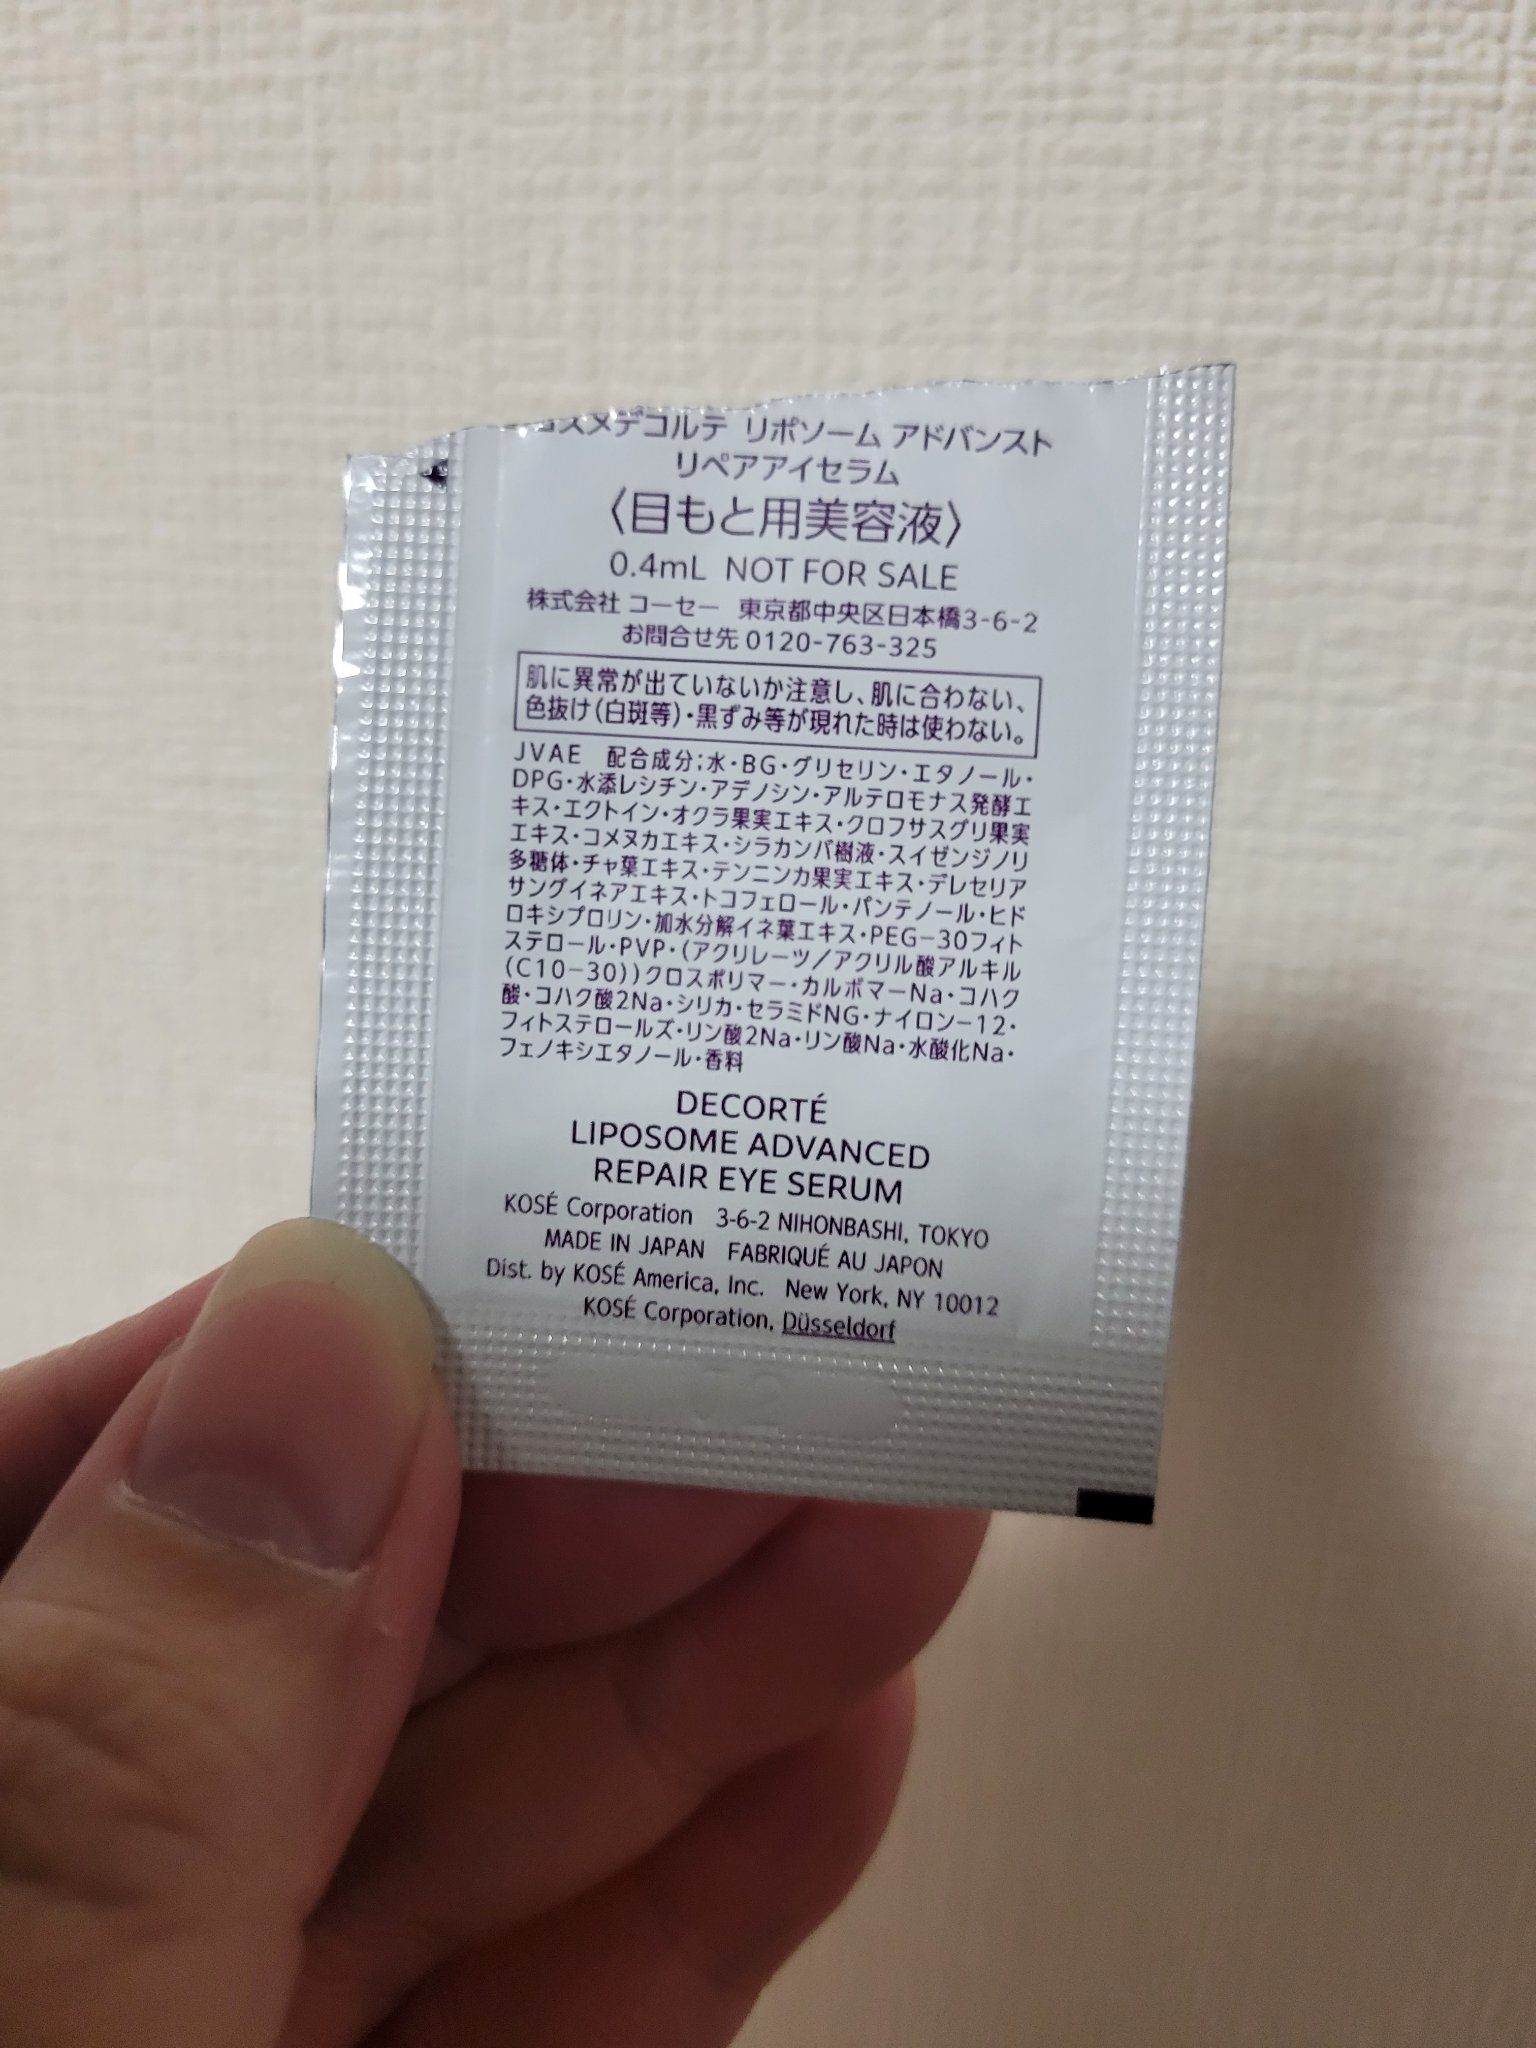 コスメデコルテ リポソーム アドバンスト
リペアアイセラム
〈目もと用美容液〉
0.4mL NOT FOR SALE
株式会社 コーセー 東京都中央区日本橋3-6-2
お問合せ先 0120-763-325
肌に異常が出ていないか注意し、肌に合わない、
色抜け(白斑等)・黒ずみ等が現れた時は使わない。
JVAE 配合成分;水・BG・グリセリン・エタノール・
DPG・水添レシチン・アデノシン・アルテロモナス発酵エ
キス・エクトイン・オクラ果実エキス・クロフサスグリ果実
エキス・コメヌカエキス・シラカンバ樹液・スイゼンジノリ
多糖体・チャ葉エキス・テンニンカ果実エキス・デレセリア
サングイネアエキス・トコフェロール・パンテノール・ヒド
ロキシプロリン・加水分解イネ葉エキス・PEG-30フィト
ステロール・PVP・(アクリレーツ/アクリル酸アルキル
(C10-30))クロスポリマー・カルボマーNa・コハク
酸・コハク酸2Na・シリカ・セラミドNG・ナイロン-12・
フィトステロールズ・リン酸2Na・リン酸Na・水酸化Na・
フェノキシエタノール・香料
DECORTÉ
LIPOSOME ADVANCED
REPAIR EYE SERUM
KOSÉ Corporation 3-6-2 NIHONBASHI, TOKYO
MADE IN JAPAN FABRIQUÉ AU JAPON
Dist. by KOSÉ America, Inc. New York, NY 10012
KOSÉ Corporation, Düsseldorf